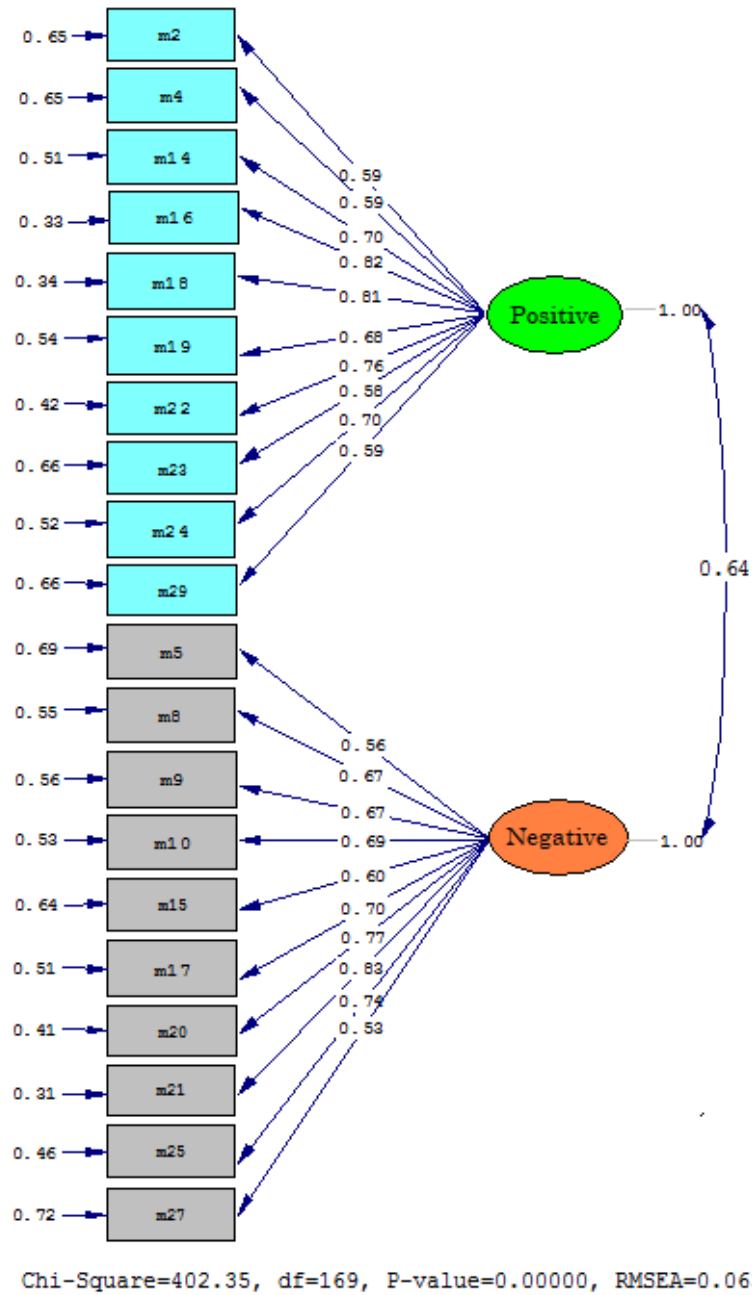 0.65 m2
0.65 m4
0.51 m14
0.59
0.59
0.33 m16
0.70
0.82
0.34 m18
0.81
Positive 1.00
0.54 m19
0.68
0.76
0.42 m22
0.58
0.70
0.66 m23
0.59
0.52 m24
0.64
0.66 m29
0.69 m5
0.55 m8
0.56
0.67
0.56 m9
0.67
0.53 m10 0.69 Negative 1.00
0.60
0.64 m15
0.70
0.77
0.51 m17
0.83
0.74
0.41 m20
0.53
0.31 m21
0.46 m25
0.72 m27
Chi-Square=402.35, df=169, P-value=0.00000, RMSEA=0.06